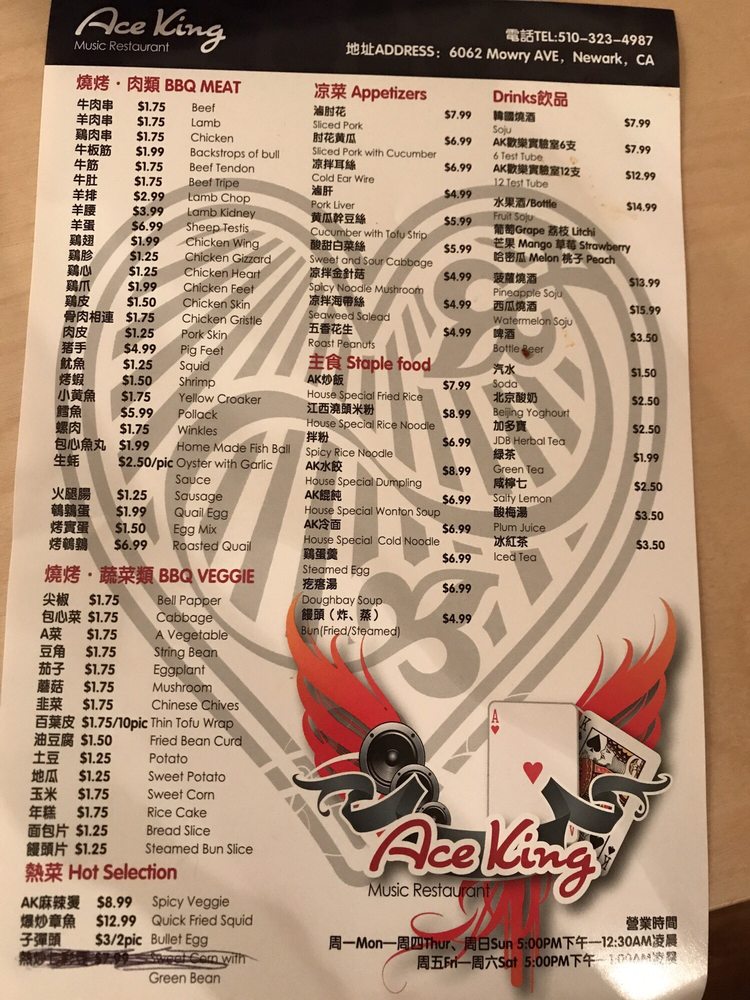 Ace King
Music Restaurant
電話TEL:510-323-4987
地址ADDRESS: 6062 Mowry AVE, Newark, CA
燒烤·肉類 BBQ MEAT
牛肉串 $1.75 Beef
羊肉串 $1.75 Lamb
鷄肉串 $1.75 Chicken
牛板筋 $1.99 Backstrops of bull
牛筋 $1.75 Beef Tendon
牛肚 $1.75 Beef Tripe
羊排 $2.99 Lamb Chop
羊腰 $3.99 Lamb Kidney
羊蛋 $6.99 Sheep Testis
鷄翅 $1.99 Chicken Wing
鷄胗 $1.25 Chicken Gizzard
鷄心 $1.25 Chicken Heart
鷄爪 $1.99 Chicken Feet
鷄皮 $1.50 Chicken Skin
骨肉相連 $1.75 Chicken Gristle
肉皮 $1.25 Pork Skin
猪手 $4.99 Pig Feet
魷魚 $1.25 Squid
烤蝦 $1.50 Shrimp
小黃魚 $1.75 Yellow Croaker
鱈魚 $5.99 Pollack
螺肉 $1.75 Winkles
包心魚丸 $1.99 Home Made Fish Ball
生蚝 $2.50/pic Oyster with Garlic
Sauce
火腿腸 $1.25 Sausage
鵪鶉蛋 $1.99 Quail Egg
烤實蛋 $1.50 Egg Mix
烤鵪鶉 $6.99 Roasted Quail
燒烤·蔬菜類 BBQ VEGGIE
尖椒 $1.75 Bell Papper
包心菜 $1.75 Cabbage
A菜 $1.75 A Vegetable
豆角 $1.75 String Bean
茄子 $1.75 Eggplant
蘑菇 $1.75 Mushroom
韭菜 $1.75 Chinese Chives
百葉皮 $1.75/10pic Thin Tofu Wrap
油豆腐 $1.50 Fried Bean Curd
土豆 $1.25 Potato
地瓜 $1.25 Sweet Potato
玉米 $1.75 Sweet Corn
年糕 $1.75 Rice Cake
面包片 $1.25 Bread Slice
饅頭片 $1.25 Steamed Bun Slice
熱菜 Hot Selection
AK麻辣燙 $8.99 Spicy Veggie
爆炒章魚 $12.99 Quick Fried Squid
子彈頭 $3/2pic Bullet Egg
$7.99 Sweet Corn with
Green Bean
凉菜 Appetizers
滷肘花 $7.99
Sliced Pork
肘花黄瓜 $6.99
Sliced Pork with Cucumber
凉拌耳絲 $6.99
Cold Ear Wire
滷肝 $4.99
Pork Liver
黄瓜幹豆絲 $5.99
Cucumber with Tofu Strip
酸甜白菜絲 $5.99
Sweet and Sour Cabbage
凉拌金針菇 $4.99
Spicy Noodle Mushroom
凉拌海帶絲 $4.99
Seaweed Salead
五香花生 $4.99
Roast Peanuts
主食 Staple food
AK炒飯 $7.99
House Special Fried Rice
江西澆頭米粉 $8.99
House Special Rice Noodle
拌粉 $6.99
Spicy Rice Noodle
AK水餃 $8.99
House Special Dumpling
AK餛飩 $6.99
House Special Wonton Soup
AK冷面 $6.99
House Special Cold Noodle
鷄蛋羹 $6.99
Steamed Egg
疙瘩湯 $6.99
Doughbay Soup
饅頭（炸、蒸） $4.99
Bun(Fried/Steamed)
Drinks飲品
韓國燒酒 $7.99
Soju
AK歡樂實驗室6支 $7.99
6 Test Tube
AK歡樂實驗室12支 $12.99
12 Test Tube
水果酒/Bottle $14.99
Fruit Soju
葡萄Grape 荔枝 Litchi
芒果 Mango 草莓 Strawberry
哈密瓜 Melon 桃子 Peach
菠蘿燒酒 $13.99
Pineapple Soju
西瓜燒酒 $15.99
Watermelon Soju
啤酒 $3.50
Bottle Beer
汽水 $1.50
Soda
北京酸奶 $2.50
Beijing Yoghourt
加多寶 $2.50
JDB Herbal Tea
綠茶 $1.99
Green Tea
咸檸七 $2.50
Salty Lemon
酸梅湯 $3.50
Plum Juice
冰紅茶 $3.50
Iced Tea
A
K
Ace King
Music Restaurant
營業時間
周一Mon—周四Thur、周日Sun 5:00PM下午—12:30AM凌晨
周五Fri—周六Sat 5:00PM下午—1:00AM凌晨